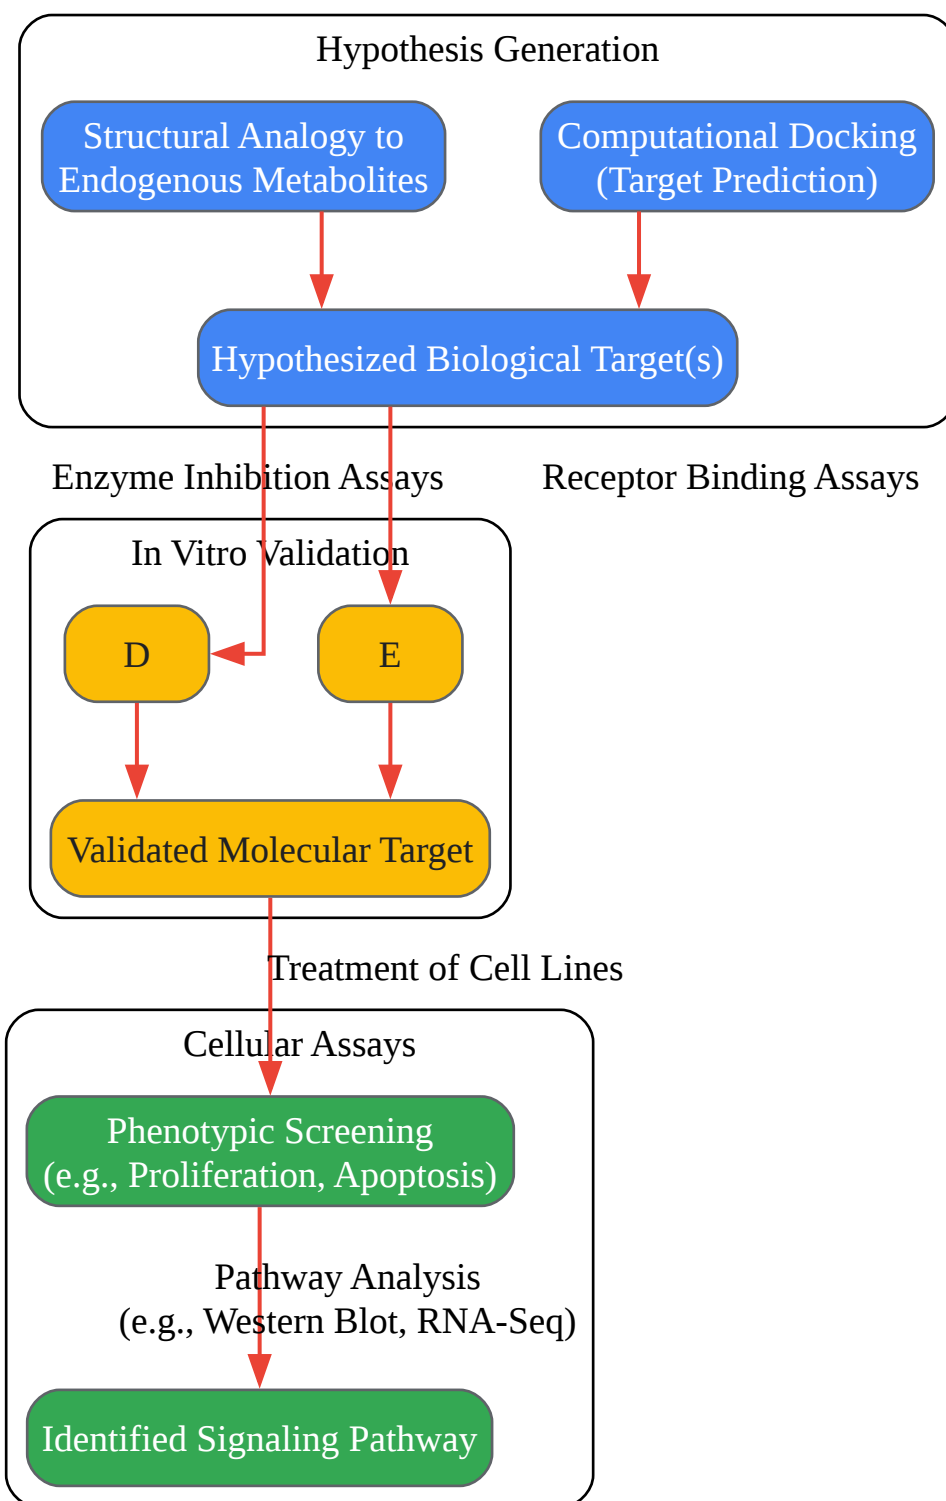 Hypothesis Generation
Structural Analogy to
Endogenous Metabolites
Computational Docking
(Target Prediction)
Hypothesized Biological Target(s)
Enzyme Inhibition Assays
Receptor Binding Assays
In Vitro Validation
D
E
Validated Molecular Target
Treatment of Cell Lines
Cellular Assays
Phenotypic Screening
(e.g., Proliferation, Apoptosis)
Pathway Analysis
(e.g., Western Blot, RNA-Seq)
Identified Signaling Pathway